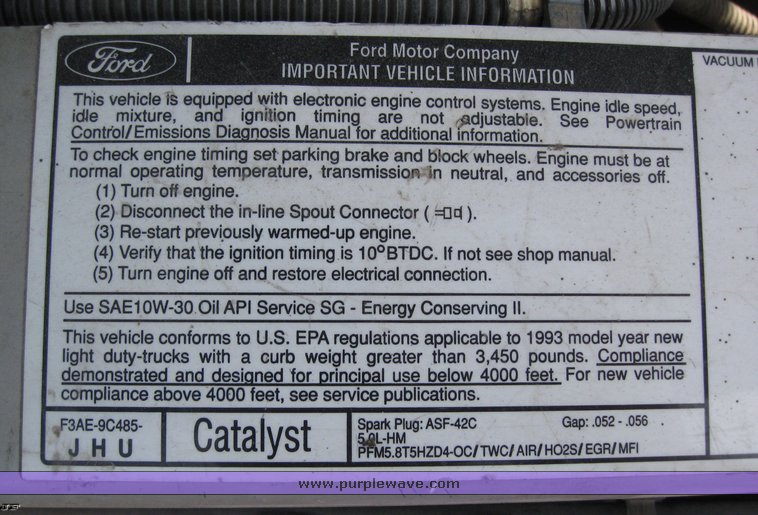 Ford
Ford Motor Company
IMPORTANT VEHICLE INFORMATION
VACUUM
This vehicle is equipped with electronic engine control systems. Engine idle speed,
idle mixture, and ignition timing are not adjustable. See Powertrain
Control/Emissions Diagnosis Manual for additional information.
To check engine timing set parking brake and block wheels. Engine must be at
normal operating temperature, transmission in neutral, and accessories off.
(1) Turn off engine.
(2) Disconnect the in-line Spout Connector ( ).
(3) Re-start previously warmed-up engine.
(4) Verify that the ignition timing is 10°BTDC. If not see shop manual.
(5) Turn engine off and restore electrical connection.
Use SAE10W-30 Oil API Service SG - Energy Conserving II.
This vehicle conforms to U.S. EPA regulations applicable to 1993 model year new
light duty-trucks with a curb weight greater than 3,450 pounds. Compliance
demonstrated and designed for principal use below 4000 feet. For new vehicle
compliance above 4000 feet, see service publications.
F3AE-9C485-
J H U
Catalyst
Spark Plug: ASF-42C Gap: .052 - .056
5.8L-HM
PFM5.8T5HZD4-OC/TWC/AIR/HO2S/EGR/MFI
www.purplewave.com